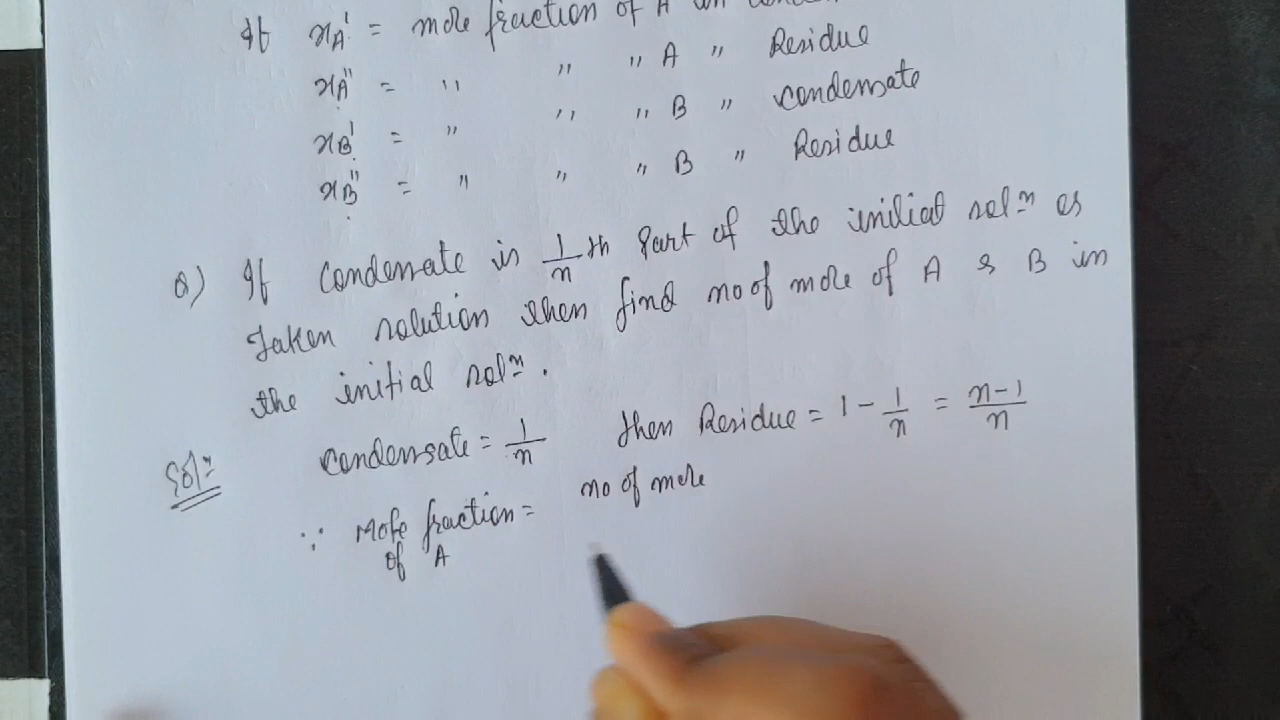 If xA' = mole fraction of A in
xA" = " " " A " Residue
xB' = " " " B " condensate
xB" = " " " B " Residue
Q) If Condensate is 1/n th Part of the initial solⁿ as
taken solution then find no of mole of A & B in
the initial solⁿ.
Solⁿ: condensate = 1/n then Residue = 1 - 1/n = n-1/n
∵ Mole fraction of A = no of mole